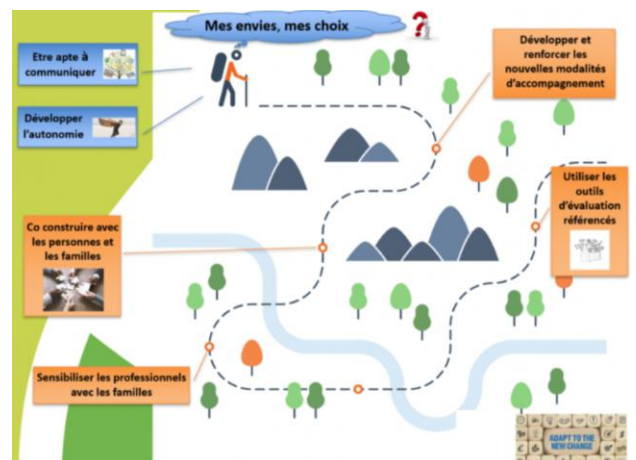 Mes envies, mes choix
Etre apte à
communiquer
Développer
l'autonomie
Développer et
renforcer les
nouvelles modalités
d'accompagnement
Utiliser les
outils
d'évaluation
référencés
Co construire avec
les personnes et
les familles
Sensibiliser les professionnels
avec les familles
ADAPT TO THE
NEW CHANGE